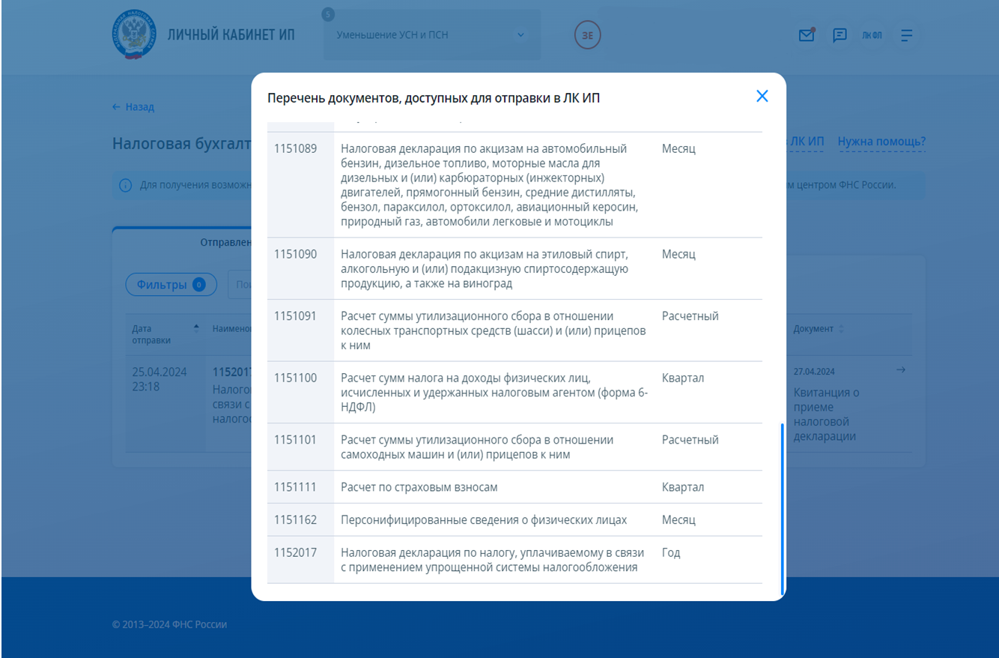 S
ЛИЧНЫЙ КАБИНЕТ ИП
Уменьшение УСН и ПСН
ЗЕ
ЛК ФЛ
← Назад
Налоговая бухгалт
ЛК ИП
Нужна помощь?
Для получения возможн
м центром ФНС России.
Отправлен
Фильтры 0
Пои
Дата
отправки
Наименов
Документ
25.04.2024
23:18
1152017
Налогов
связи с
налогоо
27.04.2024
Квитанция о
приеме
налоговой
декларации
Перечень документов, доступных для отправки в ЛК ИП
1151089
Налоговая декларация по акцизам на автомобильный
бензин, дизельное топливо, моторные масла для
дизельных и (или) карбюраторных (инжекторных)
двигателей, прямогонный бензин, средние дистилляты,
бензол, параксилол, ортоксилол, авиационный керосин,
природный газ, автомобили легковые и мотоциклы
Месяц
1151090
Налоговая декларация по акцизам на этиловый спирт,
алкогольную и (или) подакцизную спиртосодержащую
продукцию, а также на виноград
Месяц
1151091
Расчет суммы утилизационного сбора в отношении
колесных транспортных средств (шасси) и (или) прицепов
к ним
Расчетный
1151100
Расчет сумм налога на доходы физических лиц,
исчисленных и удержанных налоговым агентом (форма 6-
НДФЛ)
Квартал
1151101
Расчет суммы утилизационного сбора в отношении
самоходных машин и (или) прицепов к ним
Расчетный
1151111
Расчет по страховым взносам
Квартал
1151162
Персонифицированные сведения о физических лицах
Месяц
1152017
Налоговая декларация по налогу, уплачиваемому в связи
с применением упрощенной системы налогообложения
Год
© 2013–2024 ФНС России